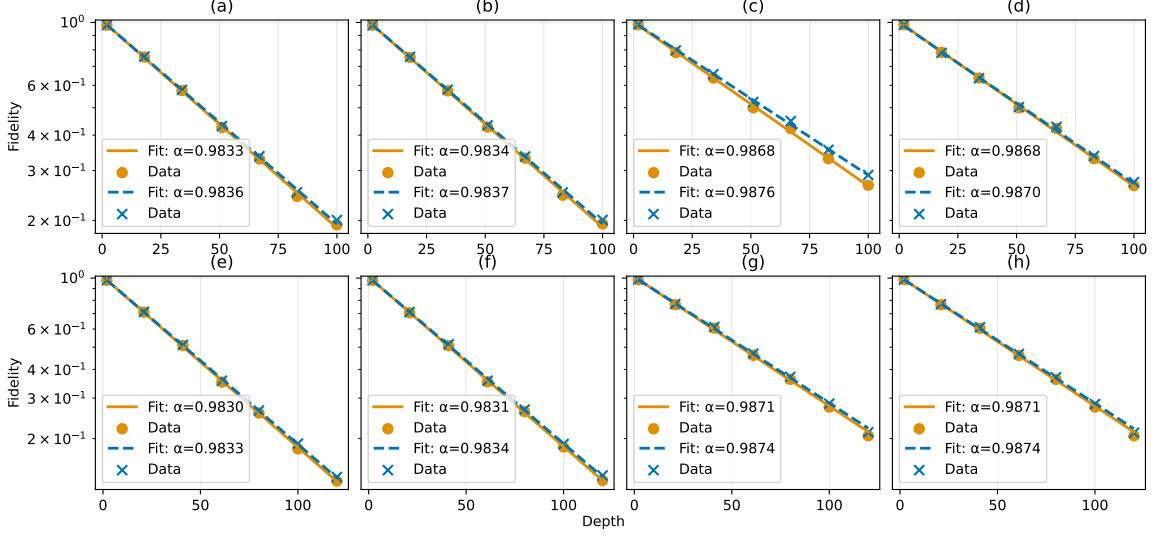 (a) (b) (c) (d)
10⁰
6 × 10⁻¹
4 × 10⁻¹
3 × 10⁻¹
2 × 10⁻¹
Fidelity
Fit: α=0.9833
Data
Fit: α=0.9836
Data
Fit: α=0.9834
Data
Fit: α=0.9837
Data
Fit: α=0.9868
Data
Fit: α=0.9876
Data
Fit: α=0.9868
Data
Fit: α=0.9870
Data
0 25 50 75 100 0 25 50 75 100 0 25 50 75 100 0 25 50 75 100
(e) (f) (g) (h)
10⁰
6 × 10⁻¹
4 × 10⁻¹
3 × 10⁻¹
2 × 10⁻¹
Fidelity
Fit: α=0.9830
Data
Fit: α=0.9833
Data
Fit: α=0.9831
Data
Fit: α=0.9834
Data
Fit: α=0.9871
Data
Fit: α=0.9874
Data
Fit: α=0.9871
Data
Fit: α=0.9874
Data
0 50 100 0 50 100 0 50 100 0 50 100
Depth